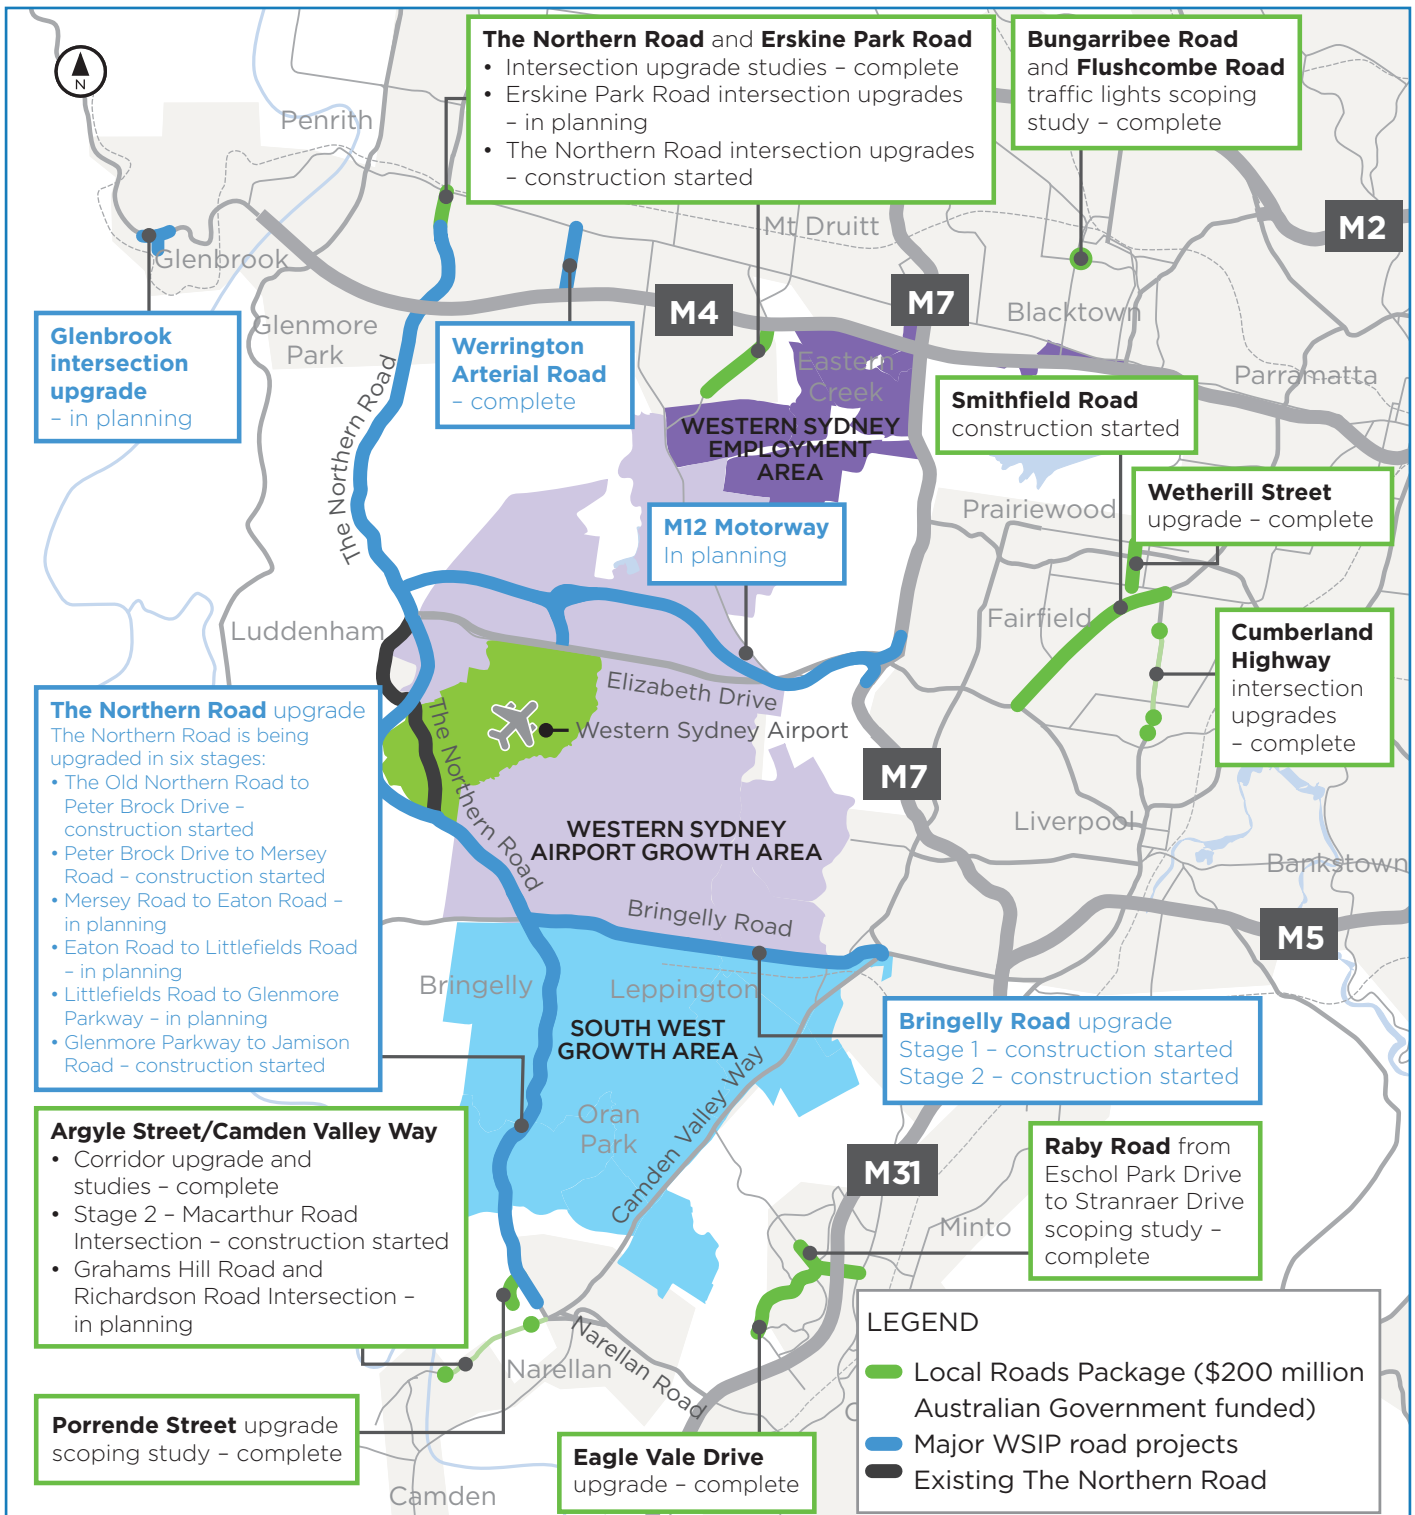 N
The Northern Road and Erskine Park Road
• Intersection upgrade studies – complete
• Erskine Park Road intersection upgrades
– in planning
• The Northern Road intersection upgrades
– construction started
Bungarribee Road
and Flushcombe Road
traffic lights scoping
study – complete
Penrith
Mt Druitt
M2
Glenbrook
M4
M7
Blacktown
Glenbrook
intersection
upgrade
– in planning
Glenmore
Park
The Northern Road
Werrington
Arterial Road
– complete
Eastern
Creek
Parramatta
Smithfield Road
construction started
WESTERN SYDNEY
EMPLOYMENT
AREA
Wetherill Street
upgrade – complete
Prairiewood
M12 Motorway
In planning
Fairfield
Luddenham
Cumberland
Highway
intersection
upgrades
– complete
Elizabeth Drive
Western Sydney Airport
The Northern Road
The Northern Road upgrade
The Northern Road is being
upgraded in six stages:
• The Old Northern Road to
Peter Brock Drive –
construction started
• Peter Brock Drive to Mersey
Road – construction started
• Mersey Road to Eaton Road –
in planning
• Eaton Road to Littlefields Road
– in planning
• Littlefields Road to Glenmore
Parkway – in planning
• Glenmore Parkway to Jamison
Road – construction started
M7
Liverpool
WESTERN SYDNEY
AIRPORT GROWTH AREA
Bankstown
Bringelly Road
M5
Bringelly
Leppington
SOUTH WEST
GROWTH AREA
Bringelly Road upgrade
Stage 1 – construction started
Stage 2 – construction started
Camden Valley Way
Oran
Park
Argyle Street/Camden Valley Way
• Corridor upgrade and
studies – complete
• Stage 2 – Macarthur Road
Intersection – construction started
• Grahams Hill Road and
Richardson Road Intersection –
in planning
M31
Minto
Raby Road from
Eschol Park Drive
to Stranraer Drive
scoping study –
complete
Narellan
Narellan Road
Porrende Street upgrade
scoping study – complete
Camden
Eagle Vale Drive
upgrade – complete
LEGEND
Local Roads Package ($200 million
Australian Government funded)
Major WSIP road projects
Existing The Northern Road